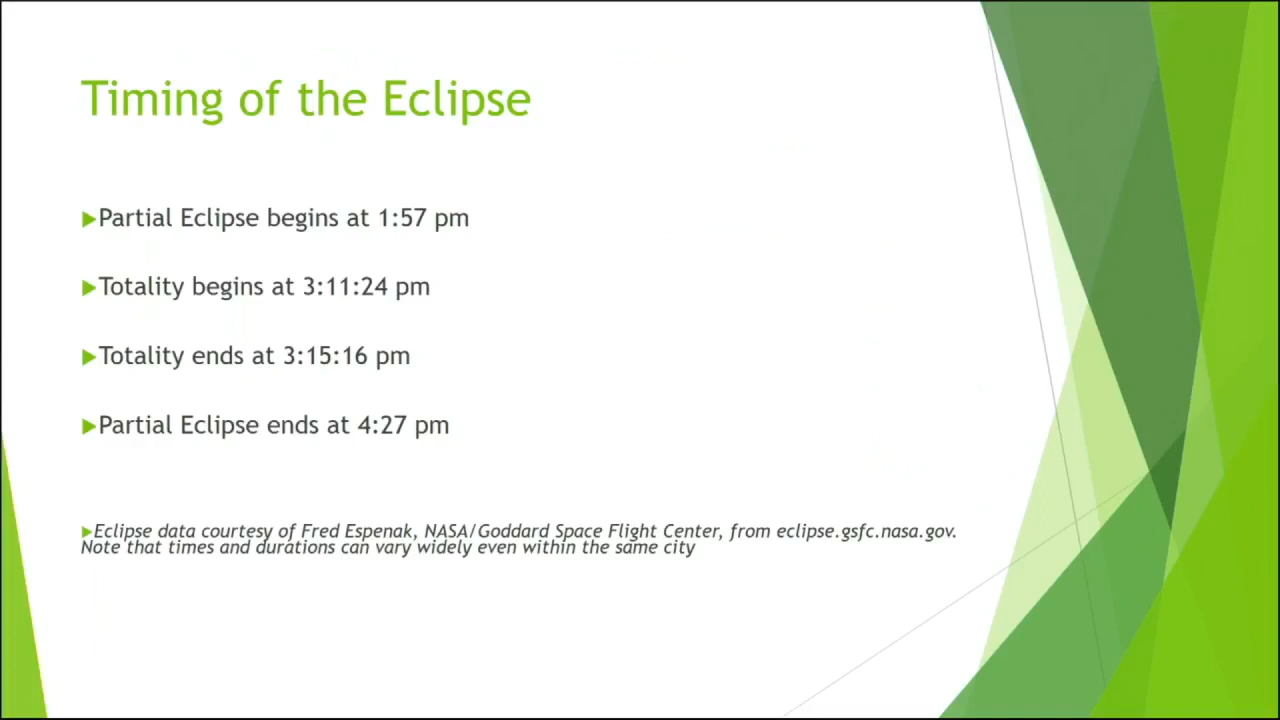 Timing of the Eclipse
▶Partial Eclipse begins at 1:57 pm
▶Totality begins at 3:11:24 pm
▶Totality ends at 3:15:16 pm
▶Partial Eclipse ends at 4:27 pm
▶Eclipse data courtesy of Fred Espenak, NASA/Goddard Space Flight Center, from eclipse.gsfc.nasa.gov.
Note that times and durations can vary widely even within the same city